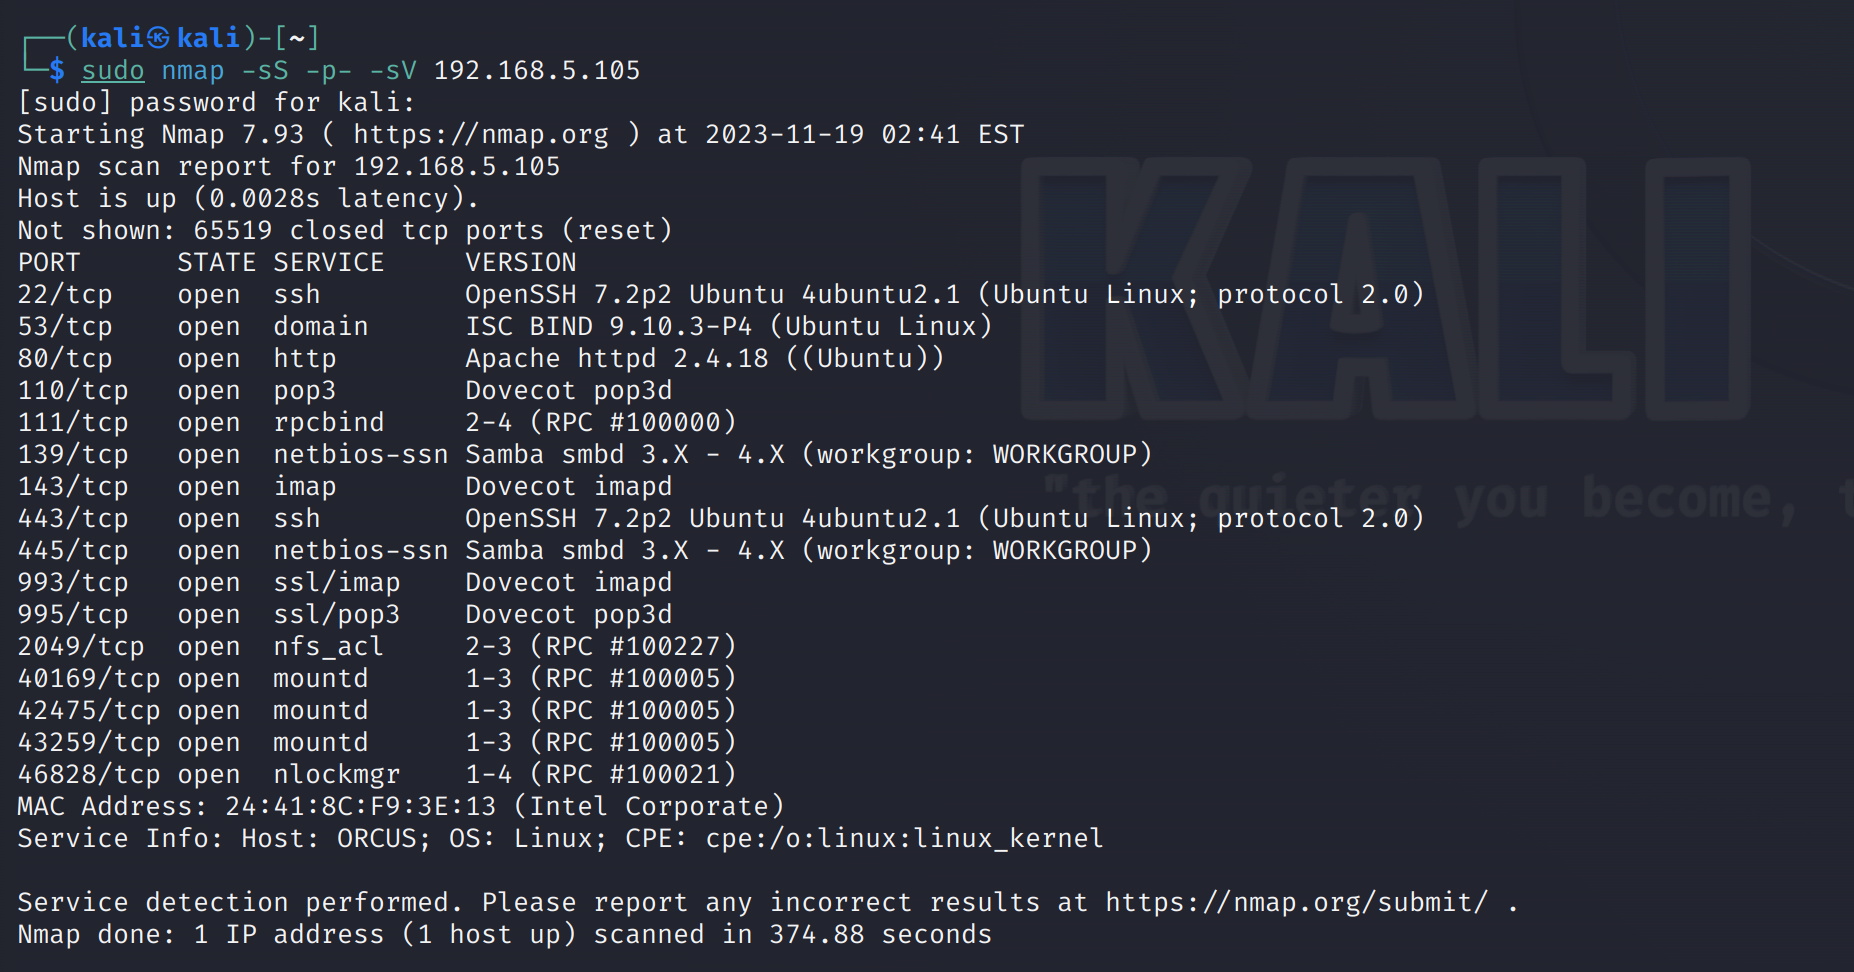 ┌──(kali㉿kali)-[~]
└─$ sudo nmap -sS -p- -sV 192.168.5.105
[sudo] password for kali:
Starting Nmap 7.93 ( https://nmap.org ) at 2023-11-19 02:41 EST
Nmap scan report for 192.168.5.105
Host is up (0.0028s latency).
Not shown: 65519 closed tcp ports (reset)
PORT      STATE SERVICE     VERSION
22/tcp    open  ssh         OpenSSH 7.2p2 Ubuntu 4ubuntu2.1 (Ubuntu Linux; protocol 2.0)
53/tcp    open  domain      ISC BIND 9.10.3-P4 (Ubuntu Linux)
80/tcp    open  http        Apache httpd 2.4.18 ((Ubuntu))
110/tcp   open  pop3        Dovecot pop3d
111/tcp   open  rpcbind     2-4 (RPC #100000)
139/tcp   open  netbios-ssn Samba smbd 3.X - 4.X (workgroup: WORKGROUP)
143/tcp   open  imap        Dovecot imapd
443/tcp   open  ssh         OpenSSH 7.2p2 Ubuntu 4ubuntu2.1 (Ubuntu Linux; protocol 2.0)
445/tcp   open  netbios-ssn Samba smbd 3.X - 4.X (workgroup: WORKGROUP)
993/tcp   open  ssl/imap    Dovecot imapd
995/tcp   open  ssl/pop3    Dovecot pop3d
2049/tcp  open  nfs_acl     2-3 (RPC #100227)
40169/tcp open  mountd      1-3 (RPC #100005)
42475/tcp open  mountd      1-3 (RPC #100005)
43259/tcp open  mountd      1-3 (RPC #100005)
46828/tcp open  nlockmgr    1-4 (RPC #100021)
MAC Address: 24:41:8C:F9:3E:13 (Intel Corporate)
Service Info: Host: ORCUS; OS: Linux; CPE: cpe:/o:linux:linux_kernel

Service detection performed. Please report any incorrect results at https://nmap.org/submit/ .
Nmap done: 1 IP address (1 host up) scanned in 374.88 seconds
KALI
"the quieter you become, t